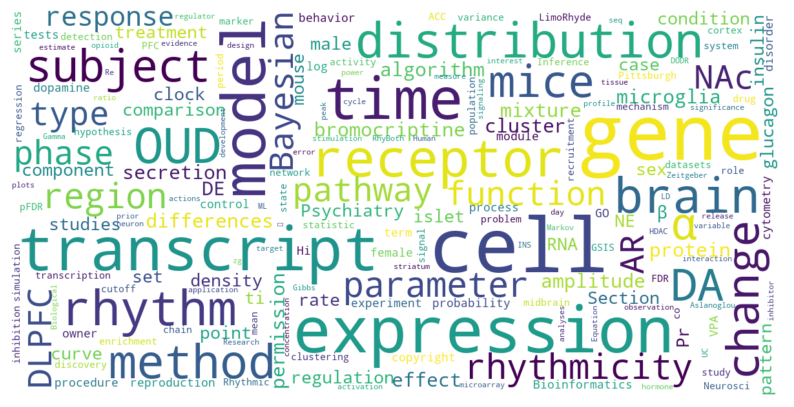 series
response
regulator
marker
ACC
variance
LimoRhyde
seq
condition
cortex
disorder
tests
detection
opioid
PFC
evidence
behavior
distribution
DDDR
system
estimate
treatment
Re
design
male
log
activity
interest
Inference
tissue
subject
model
Bayesian
mouse
algorithm
case
Pittsburgh
NAc
insulin
dopamine
period
power
measure
time
mice
microglia
drug
type
clock
peak
cycle
population
signaling
mixture
mechanism
glucagon
regression
ratio
comparison
bromocriptine
profile
significance
Gamma
hypothesis
development
stimulation
RhyBoth
Human
cluster
module
recruitment
gene
phase
OUD
error
receptor
sex
datasets
role
component
secretion
network
Zeitgeber
cytometry
plots
actions
ML
state
pathway
function
brain
region
DE
prior
neuron
control
islet
process
day
GO
LD
release
pFDR
β
variable
studies
differences
statistic
problem
NE
α
HDAC
transcript
target
term
signal
INS
Markov
RNA
GSIS
AR
protein
interaction
change
zg
female
Hi
cell
transcription
set
density
striatum
parameter
amplitude
FDR
DA
Aslanoglou
inhibition
simulation
cutoff
application
Gibbs
midbrain
rhythm
ti
rate
experiment
probability
Section
co
inhibitor
DLPFC
Biological
owner
chain
mean
concentration
Pr
VPA
pattern
enrichment
point
permission
expression
analyses
Equation
observation
curve
method
clustering
copyright
rhythmicity
UC
study
discovery
Research
regulation
effect
procedure
reproduction
Rhythmic
activation
microarray
Bioinformatics
hormone
Neurosci